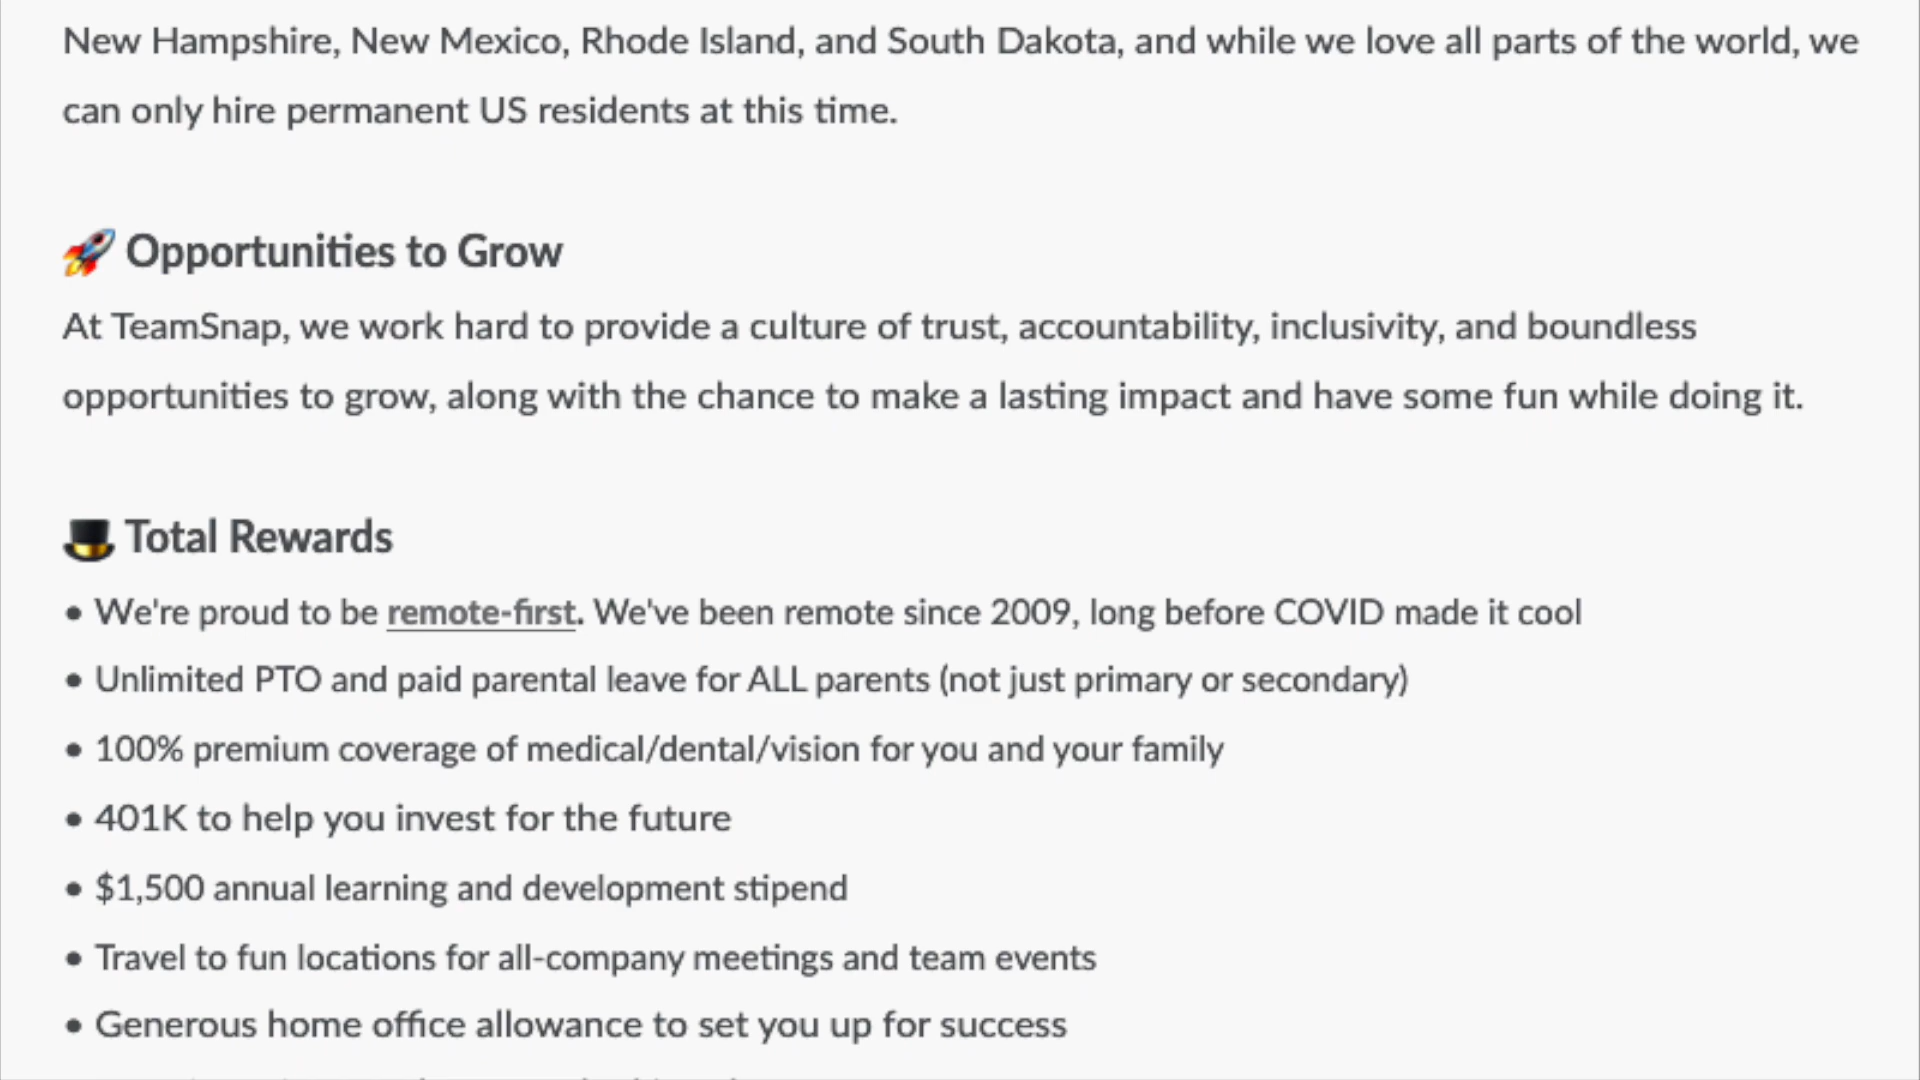 New Hampshire, New Mexico, Rhode Island, and South Dakota, and while we love all parts of the world, we
can only hire permanent US residents at this time.
🚀 Opportunities to Grow
At TeamSnap, we work hard to provide a culture of trust, accountability, inclusivity, and boundless
opportunities to grow, along with the chance to make a lasting impact and have some fun while doing it.
🎩 Total Rewards
• We're proud to be remote-first. We've been remote since 2009, long before COVID made it cool
• Unlimited PTO and paid parental leave for ALL parents (not just primary or secondary)
• 100% premium coverage of medical/dental/vision for you and your family
• 401K to help you invest for the future
• $1,500 annual learning and development stipend
• Travel to fun locations for all-company meetings and team events
• Generous home office allowance to set you up for success